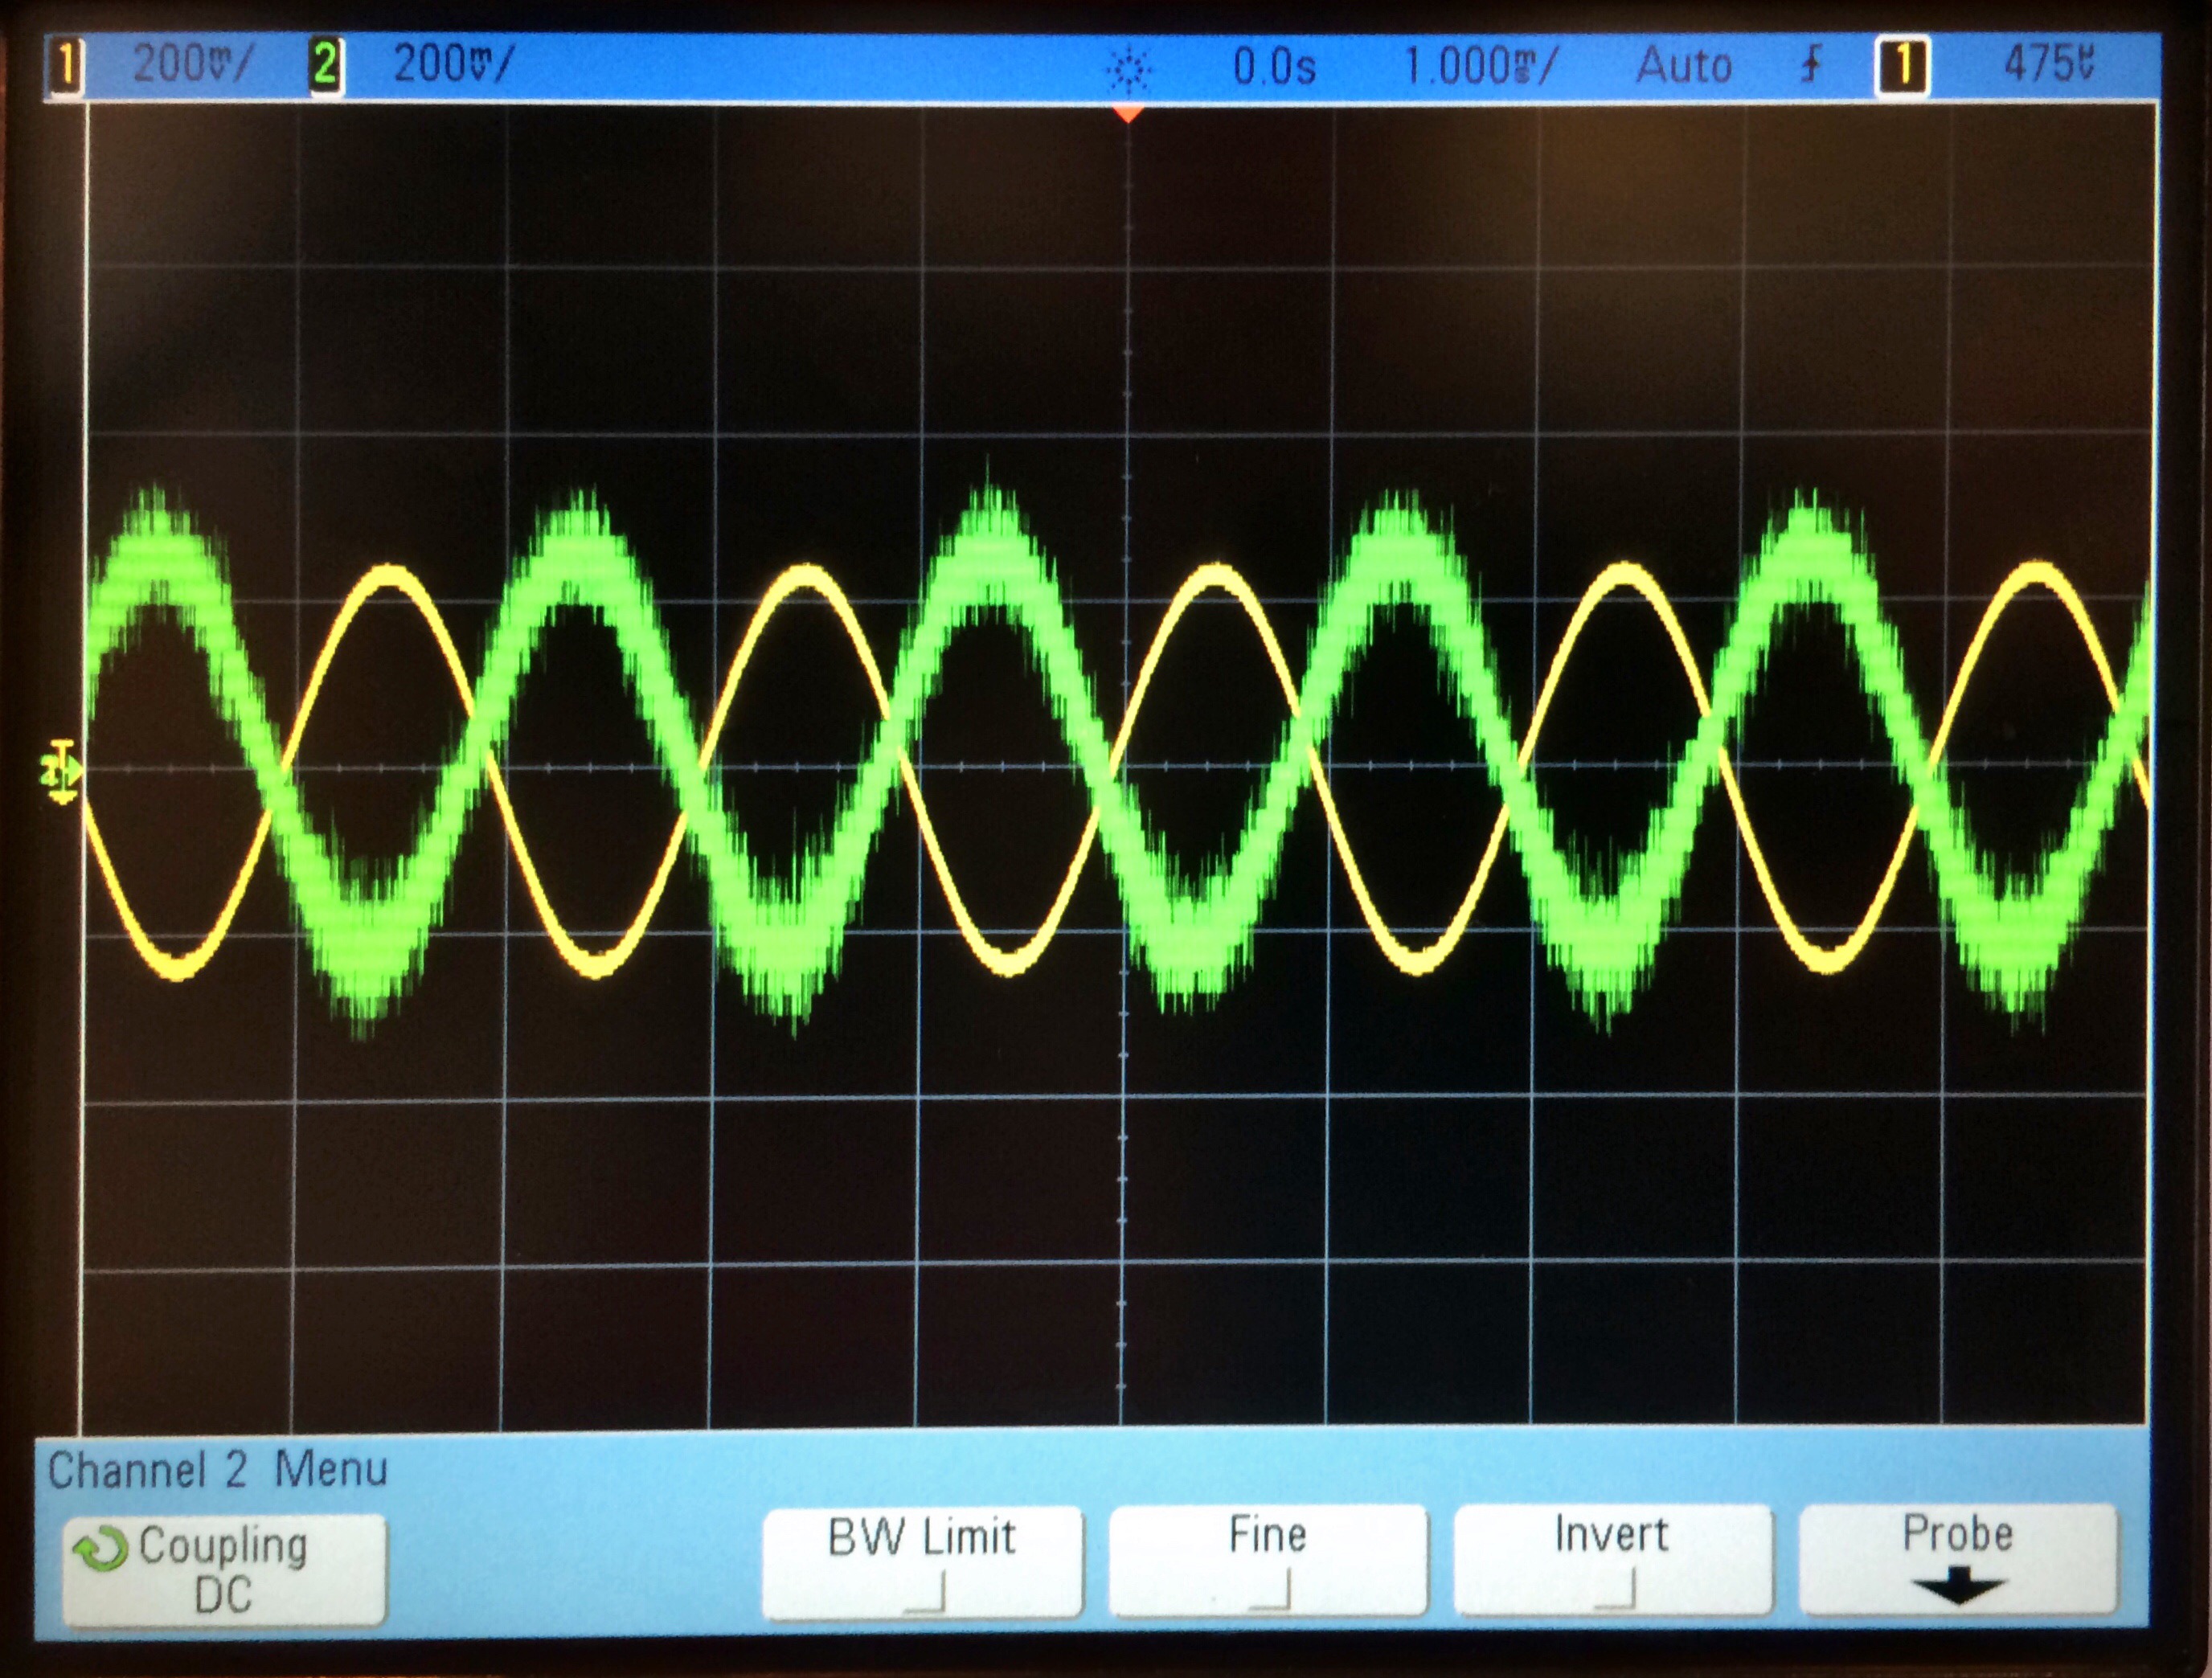 1 200mV/ 2 200mV/ 0.0s 1.000ms/ Auto 1 475
T
2
Channel 2 Menu
Coupling BW Limit Fine Invert Probe
DC